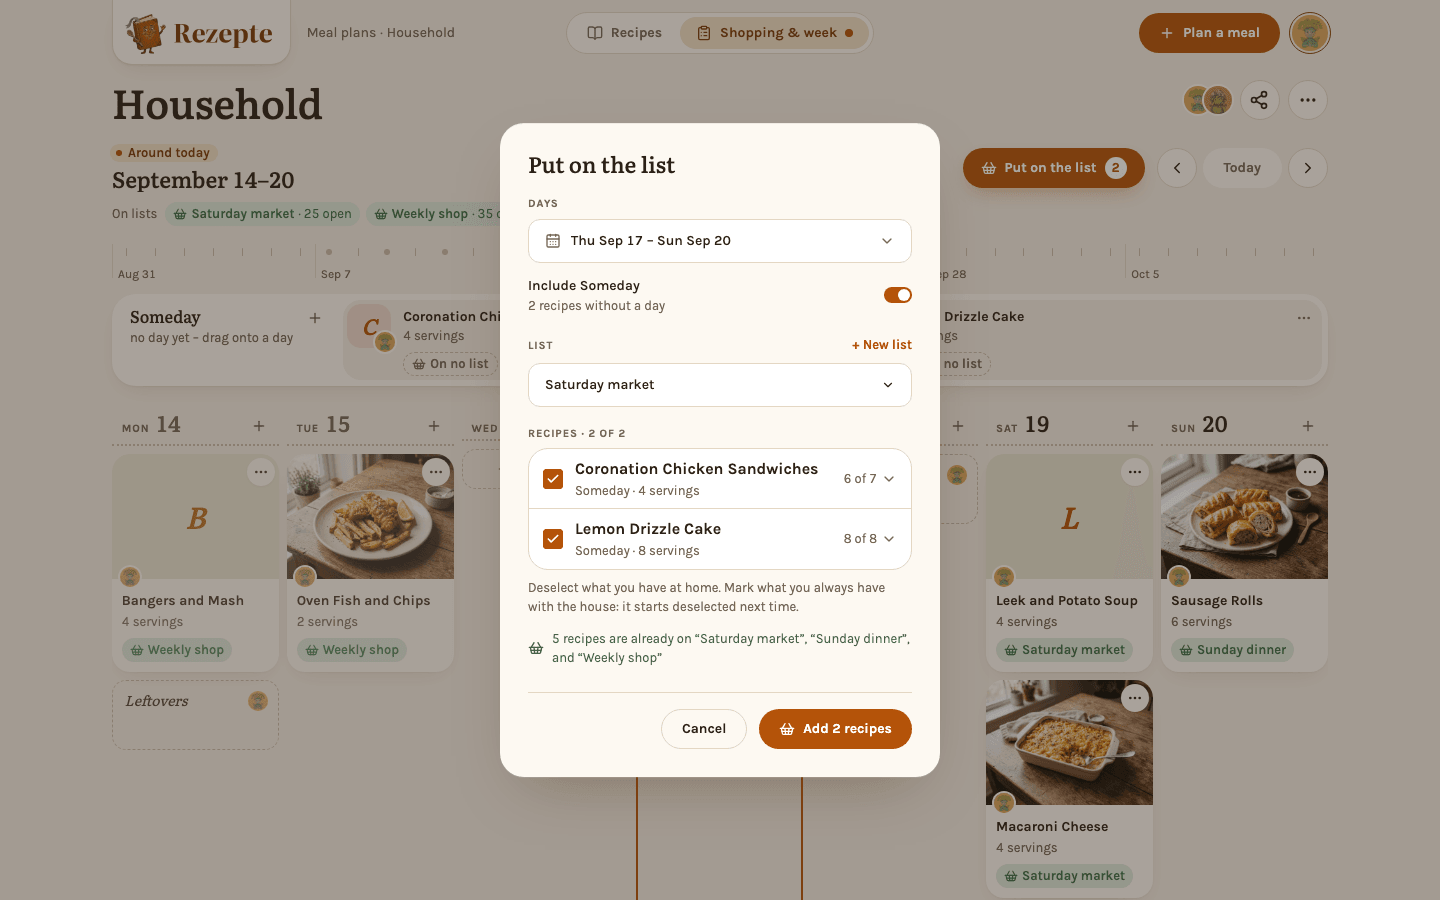 Rezepte
Meal plans · Household
Recipes
Shopping & week
+ Plan a meal
Household
Around today
September 14–20
Put on the list 2
Today
On lists
Saturday market · 25 open
Weekly shop · 35
Aug 31
Sep 7
ep 28
Oct 5
Someday
no day yet – drag onto a day
C
Coronation Chi
4 servings
On no list
Drizzle Cake
gs
no list
MON 14
TUE 15
WED
SAT 19
SUN 20
B
Bangers and Mash
4 servings
Weekly shop
Leftovers
Oven Fish and Chips
2 servings
Weekly shop
L
Leek and Potato Soup
4 servings
Saturday market
Macaroni Cheese
4 servings
Saturday market
Sausage Rolls
6 servings
Sunday dinner
Put on the list
DAYS
Thu Sep 17 – Sun Sep 20
Include Someday
2 recipes without a day
LIST
+ New list
Saturday market
RECIPES · 2 OF 2
Coronation Chicken Sandwiches
Someday · 4 servings
6 of 7
Lemon Drizzle Cake
Someday · 8 servings
8 of 8
Deselect what you have at home. Mark what you always have
with the house: it starts deselected next time.
5 recipes are already on “Saturday market”, “Sunday dinner”,
and “Weekly shop”
Cancel
Add 2 recipes